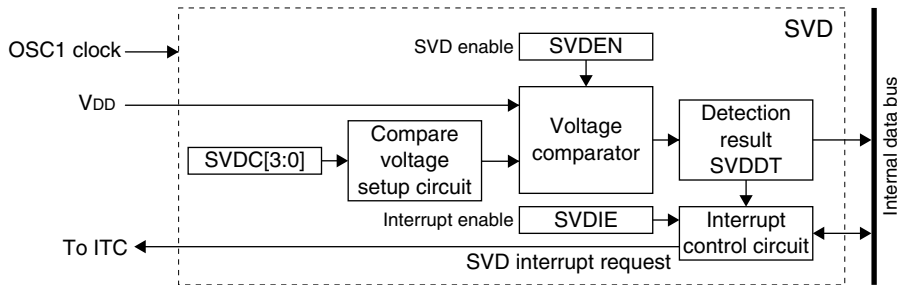 SVD
OSC1 clock
SVD enable
SVDEN
VDD
Voltage
comparator
Detection
result
SVDDT
Compare
voltage
setup circuit
SVDC[3:0]
Internal data bus
Interrupt enable
SVDIE
Interrupt
control circuit
To ITC
SVD interrupt request